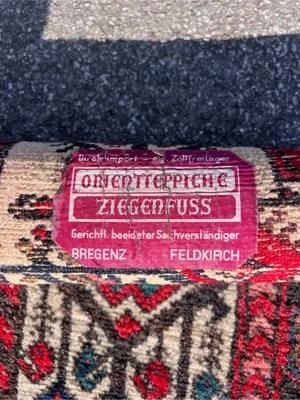 Direktimport – eig. Zollfreilager
ORIENTTEPPICHE
ZIEGENFUSS
Gerichtl. beeideter Sachverständiger
BREGENZ FELDKIRCH